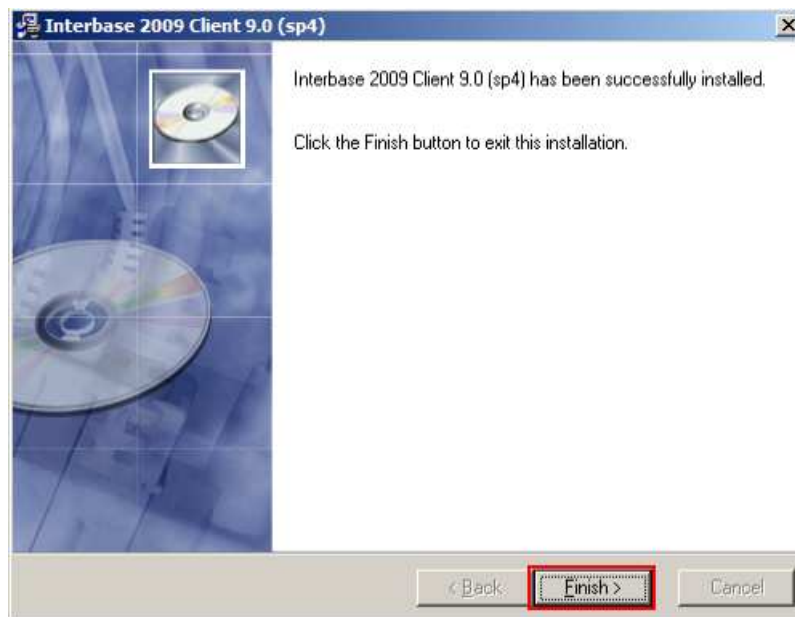 Interbase 2009 Client 9.0 (sp4)
Interbase 2009 Client 9.0 (sp4) has been successfully installed.
Click the Finish button to exit this installation.
< Back
Finish >
Cancel